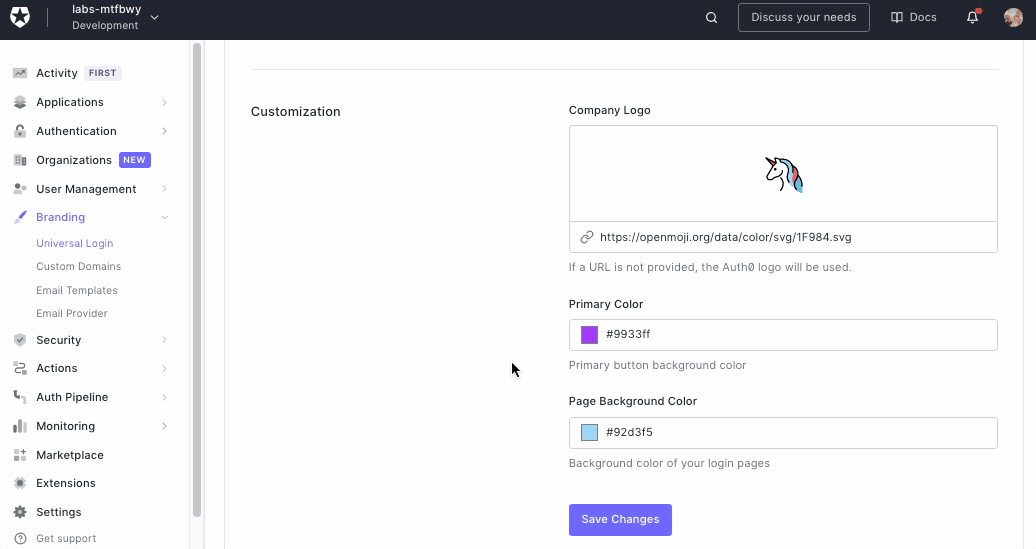 labs-mtfbwy
Development
Discuss your needs
Docs
Activity FIRST
Applications
Authentication
Organizations NEW
User Management
Branding
Universal Login
Custom Domains
Email Templates
Email Provider
Security
Actions
Auth Pipeline
Monitoring
Marketplace
Extensions
Settings
Get support
Customization
Company Logo
https://openmoji.org/data/color/svg/1F984.svg
If a URL is not provided, the Auth0 logo will be used.
Primary Color
#9933ff
Primary button background color
Page Background Color
#92d3f5
Background color of your login pages
Save Changes